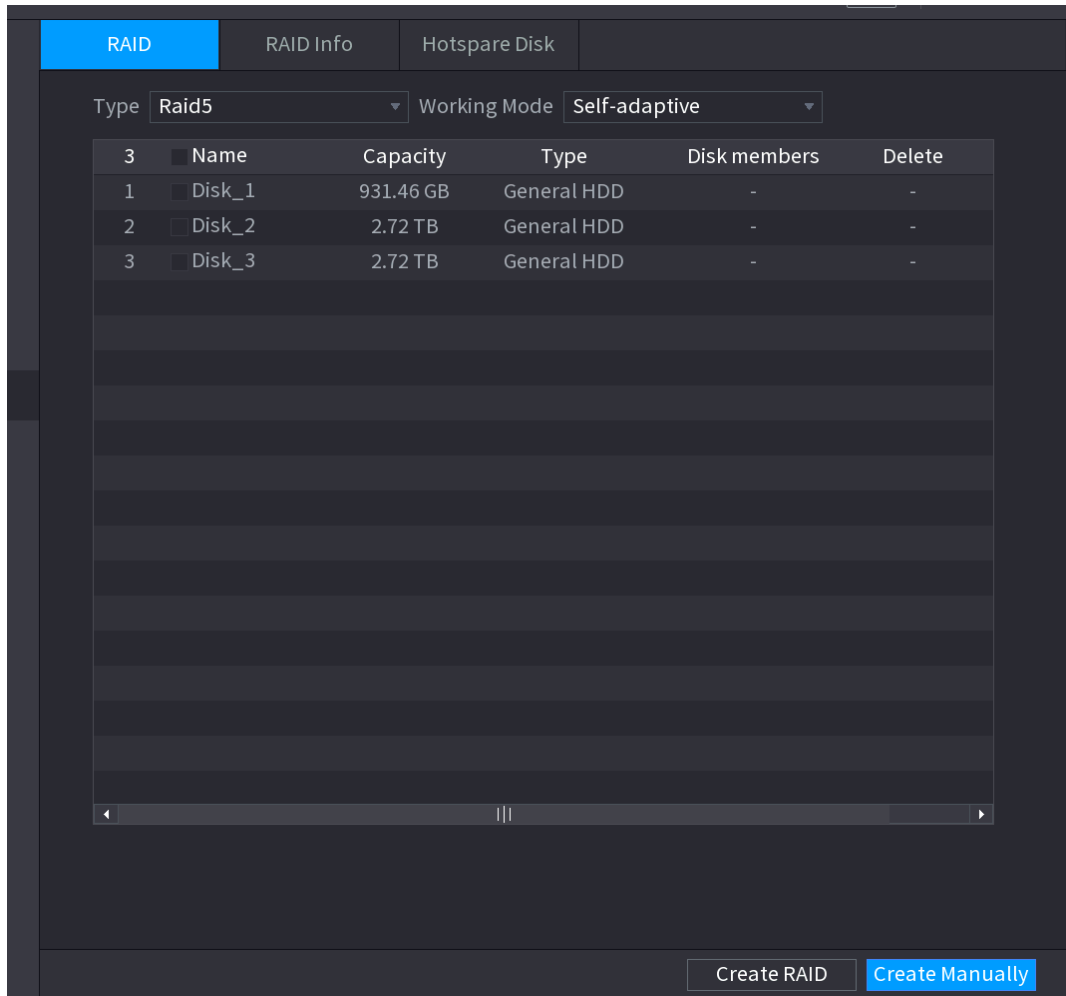 RAID RAID Info Hotspare Disk
Type Raid5 Working Mode Self-adaptive
3 Name Capacity Type Disk members Delete
1 Disk_1 931.46 GB General HDD - -
2 Disk_2 2.72 TB General HDD - -
3 Disk_3 2.72 TB General HDD - -
Create RAID Create Manually